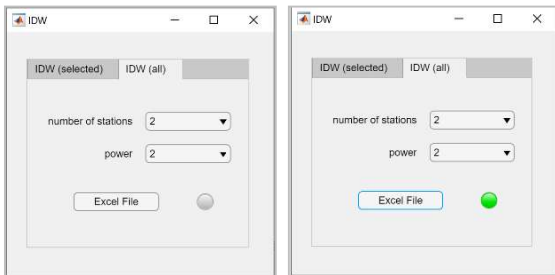 IDW
IDW (selected) IDW (all)
number of stations 2
power 2
Excel File
IDW
IDW (selected) IDW (all)
number of stations 2
power 2
Excel File